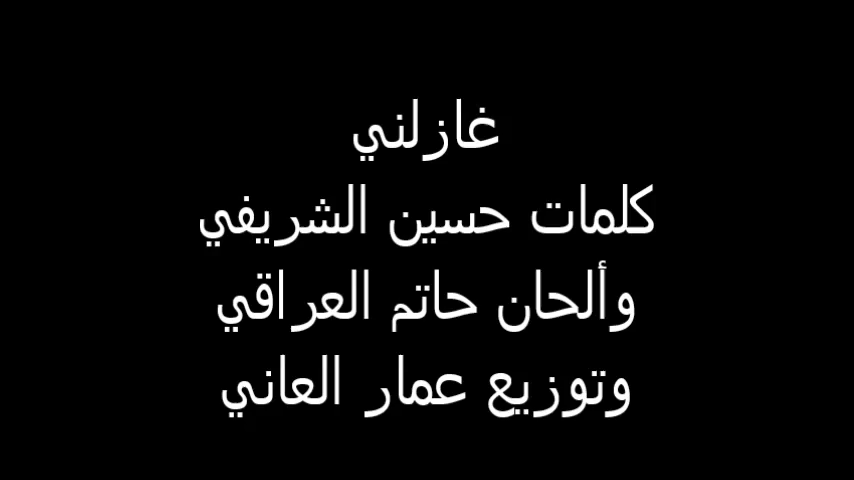 غازلني
كلمات حسين الشريفي
وألحان حاتم العراقي
وتوزيع عمار العاني